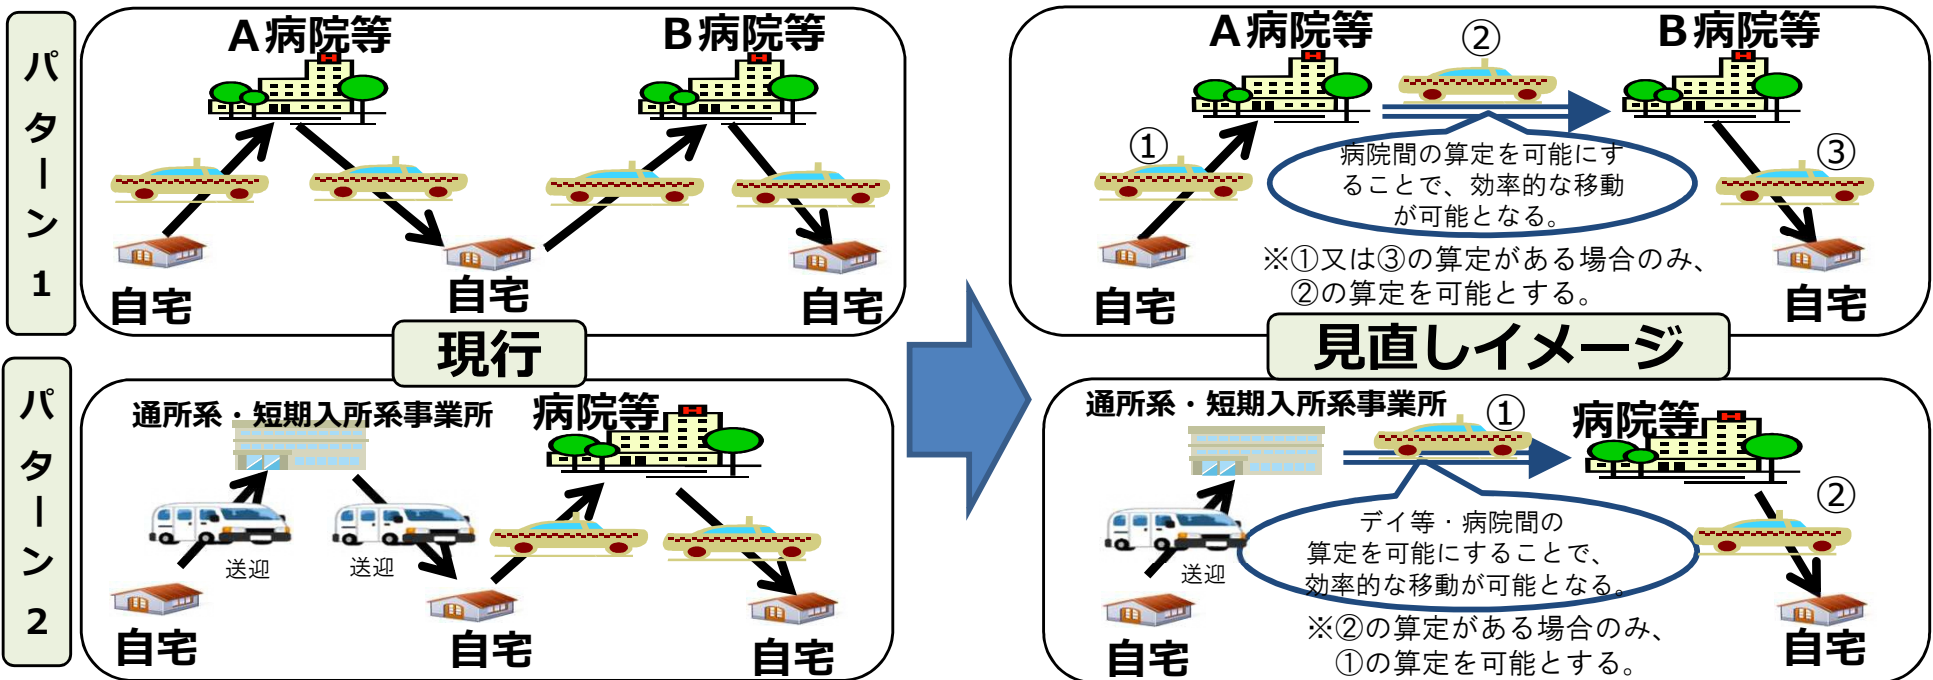 パターン1
A病院等
B病院等
自宅
自宅
自宅
現行
パターン2
通所系・短期入所系事業所
病院等
送迎
送迎
自宅
自宅
自宅
A病院等
②
B病院等
①
③
病院間の算定を可能にす
ることで、効率的な移動
が可能となる。
※①又は③の算定がある場合のみ、
②の算定を可能とする。
自宅
自宅
見直しイメージ
通所系・短期入所系事業所
①
病院等
②
デイ等・病院間の
算定を可能にすることで、
効率的な移動が可能となる。
送迎
※②の算定がある場合のみ、
①の算定を可能とする。
自宅
自宅